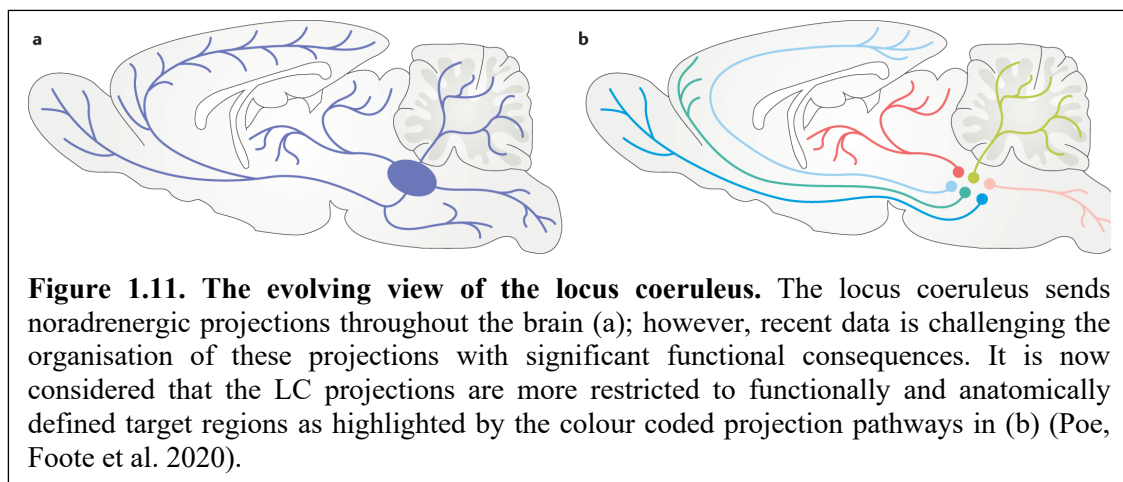 a
b
Figure 1.11. The evolving view of the locus coeruleus. The locus coeruleus sends
noradrenergic projections throughout the brain (a); however, recent data is challenging the
organisation of these projections with significant functional consequences. It is now
considered that the LC projections are more restricted to functionally and anatomically
defined target regions as highlighted by the colour coded projection pathways in (b) (Poe,
Foote et al. 2020).